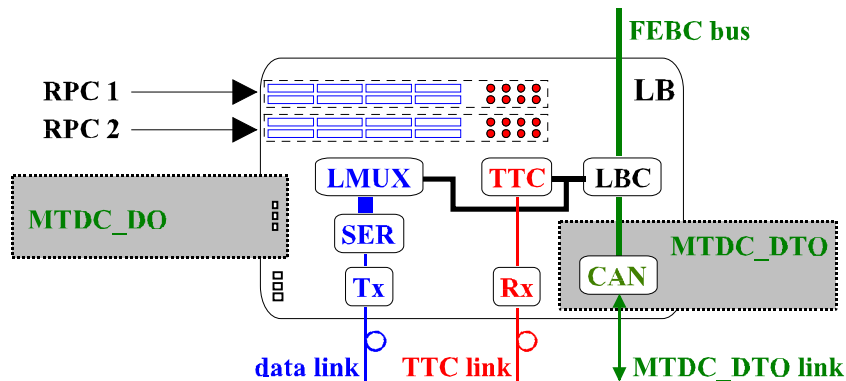 FEBC bus
LB
RPC 1
RPC 2
LMUX
TTC
LBC
MTDC_DO
SER
MTDC_DTO
CAN
Tx
Rx
data link
TTC link
MTDC_DTO link